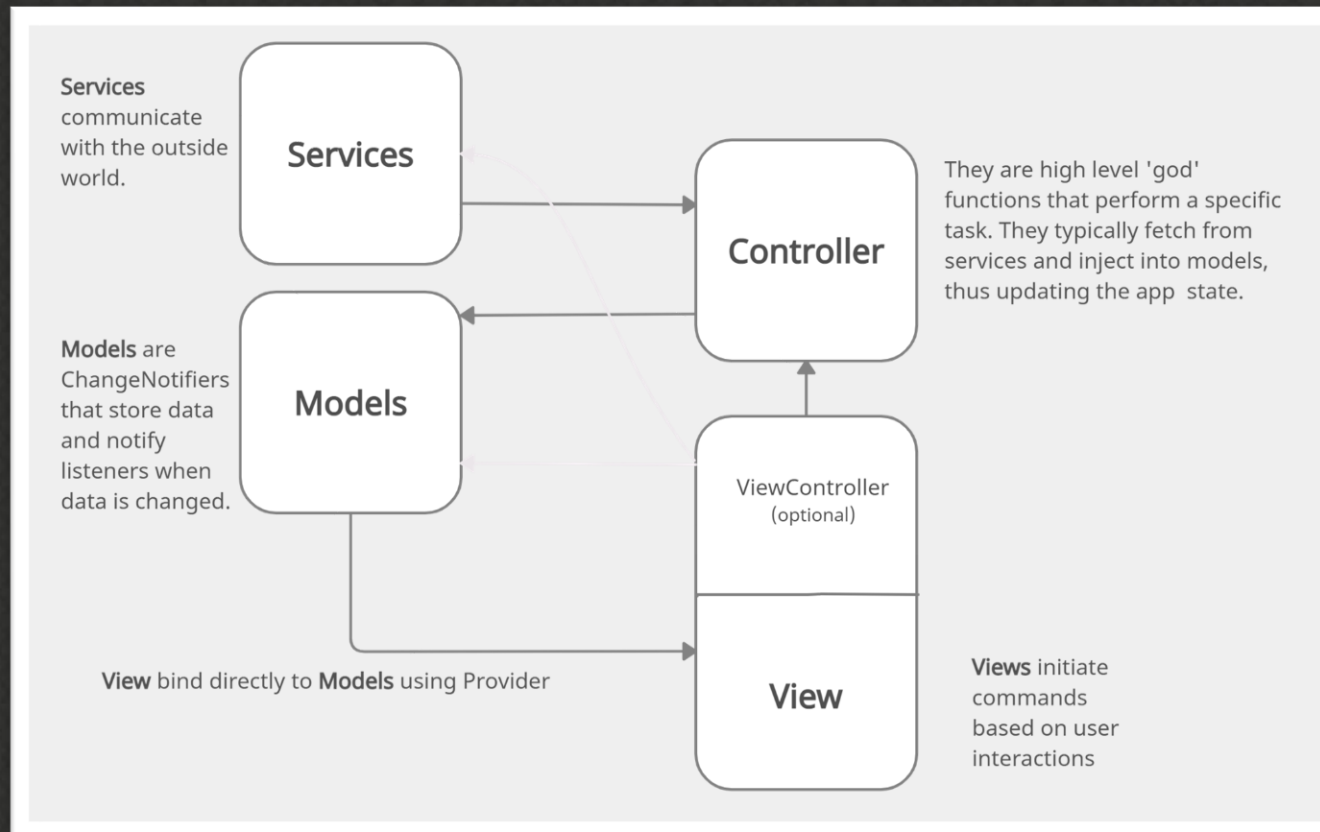 Services
communicate
with the outside
world.
Services
They are high level 'god'
functions that perform a specific
task. They typically fetch from
services and inject into models,
thus updating the app  state.
Controller
Models are
ChangeNotifiers
that store data
and notify
listeners when
data is changed.
Models
ViewController
(optional)
View bind directly to Models using Provider
View
Views initiate
commands
based on user
interactions